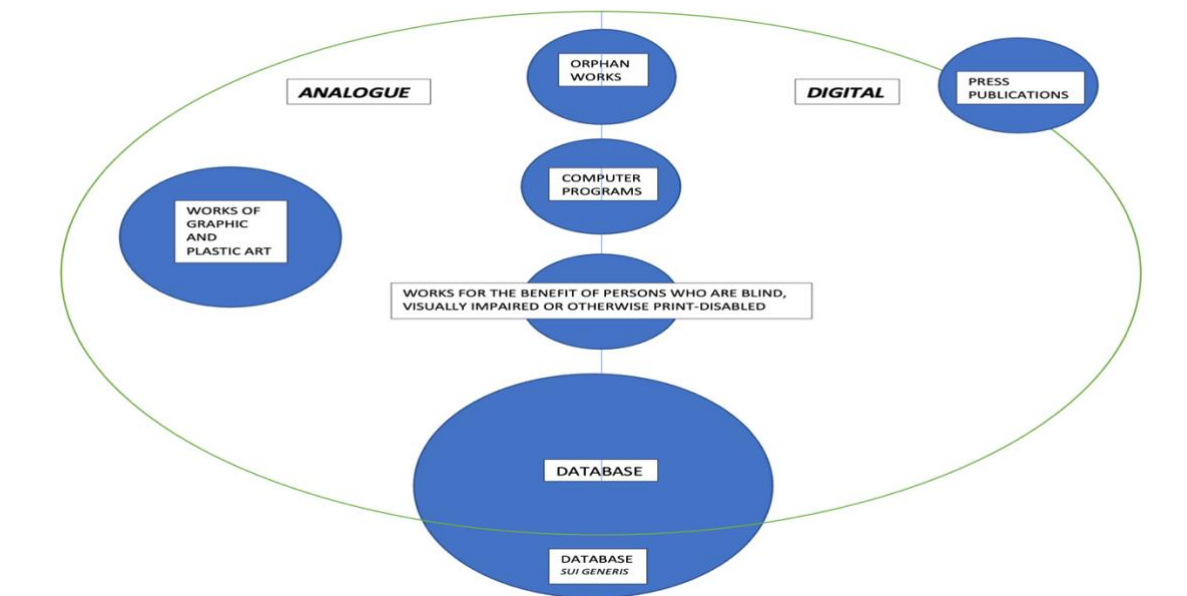 ORPHAN
WORKS
ANALOGUE
DIGITAL
PRESS
PUBLICATIONS
COMPUTER
PROGRAMS
WORKS OF
GRAPHIC
AND
PLASTIC ART
WORKS FOR THE BENEFIT OF PERSONS WHO ARE BLIND,
VISUALLY IMPAIRED OR OTHERWISE PRINT-DISABLED
DATABASE
DATABASE
SUI GENERIS